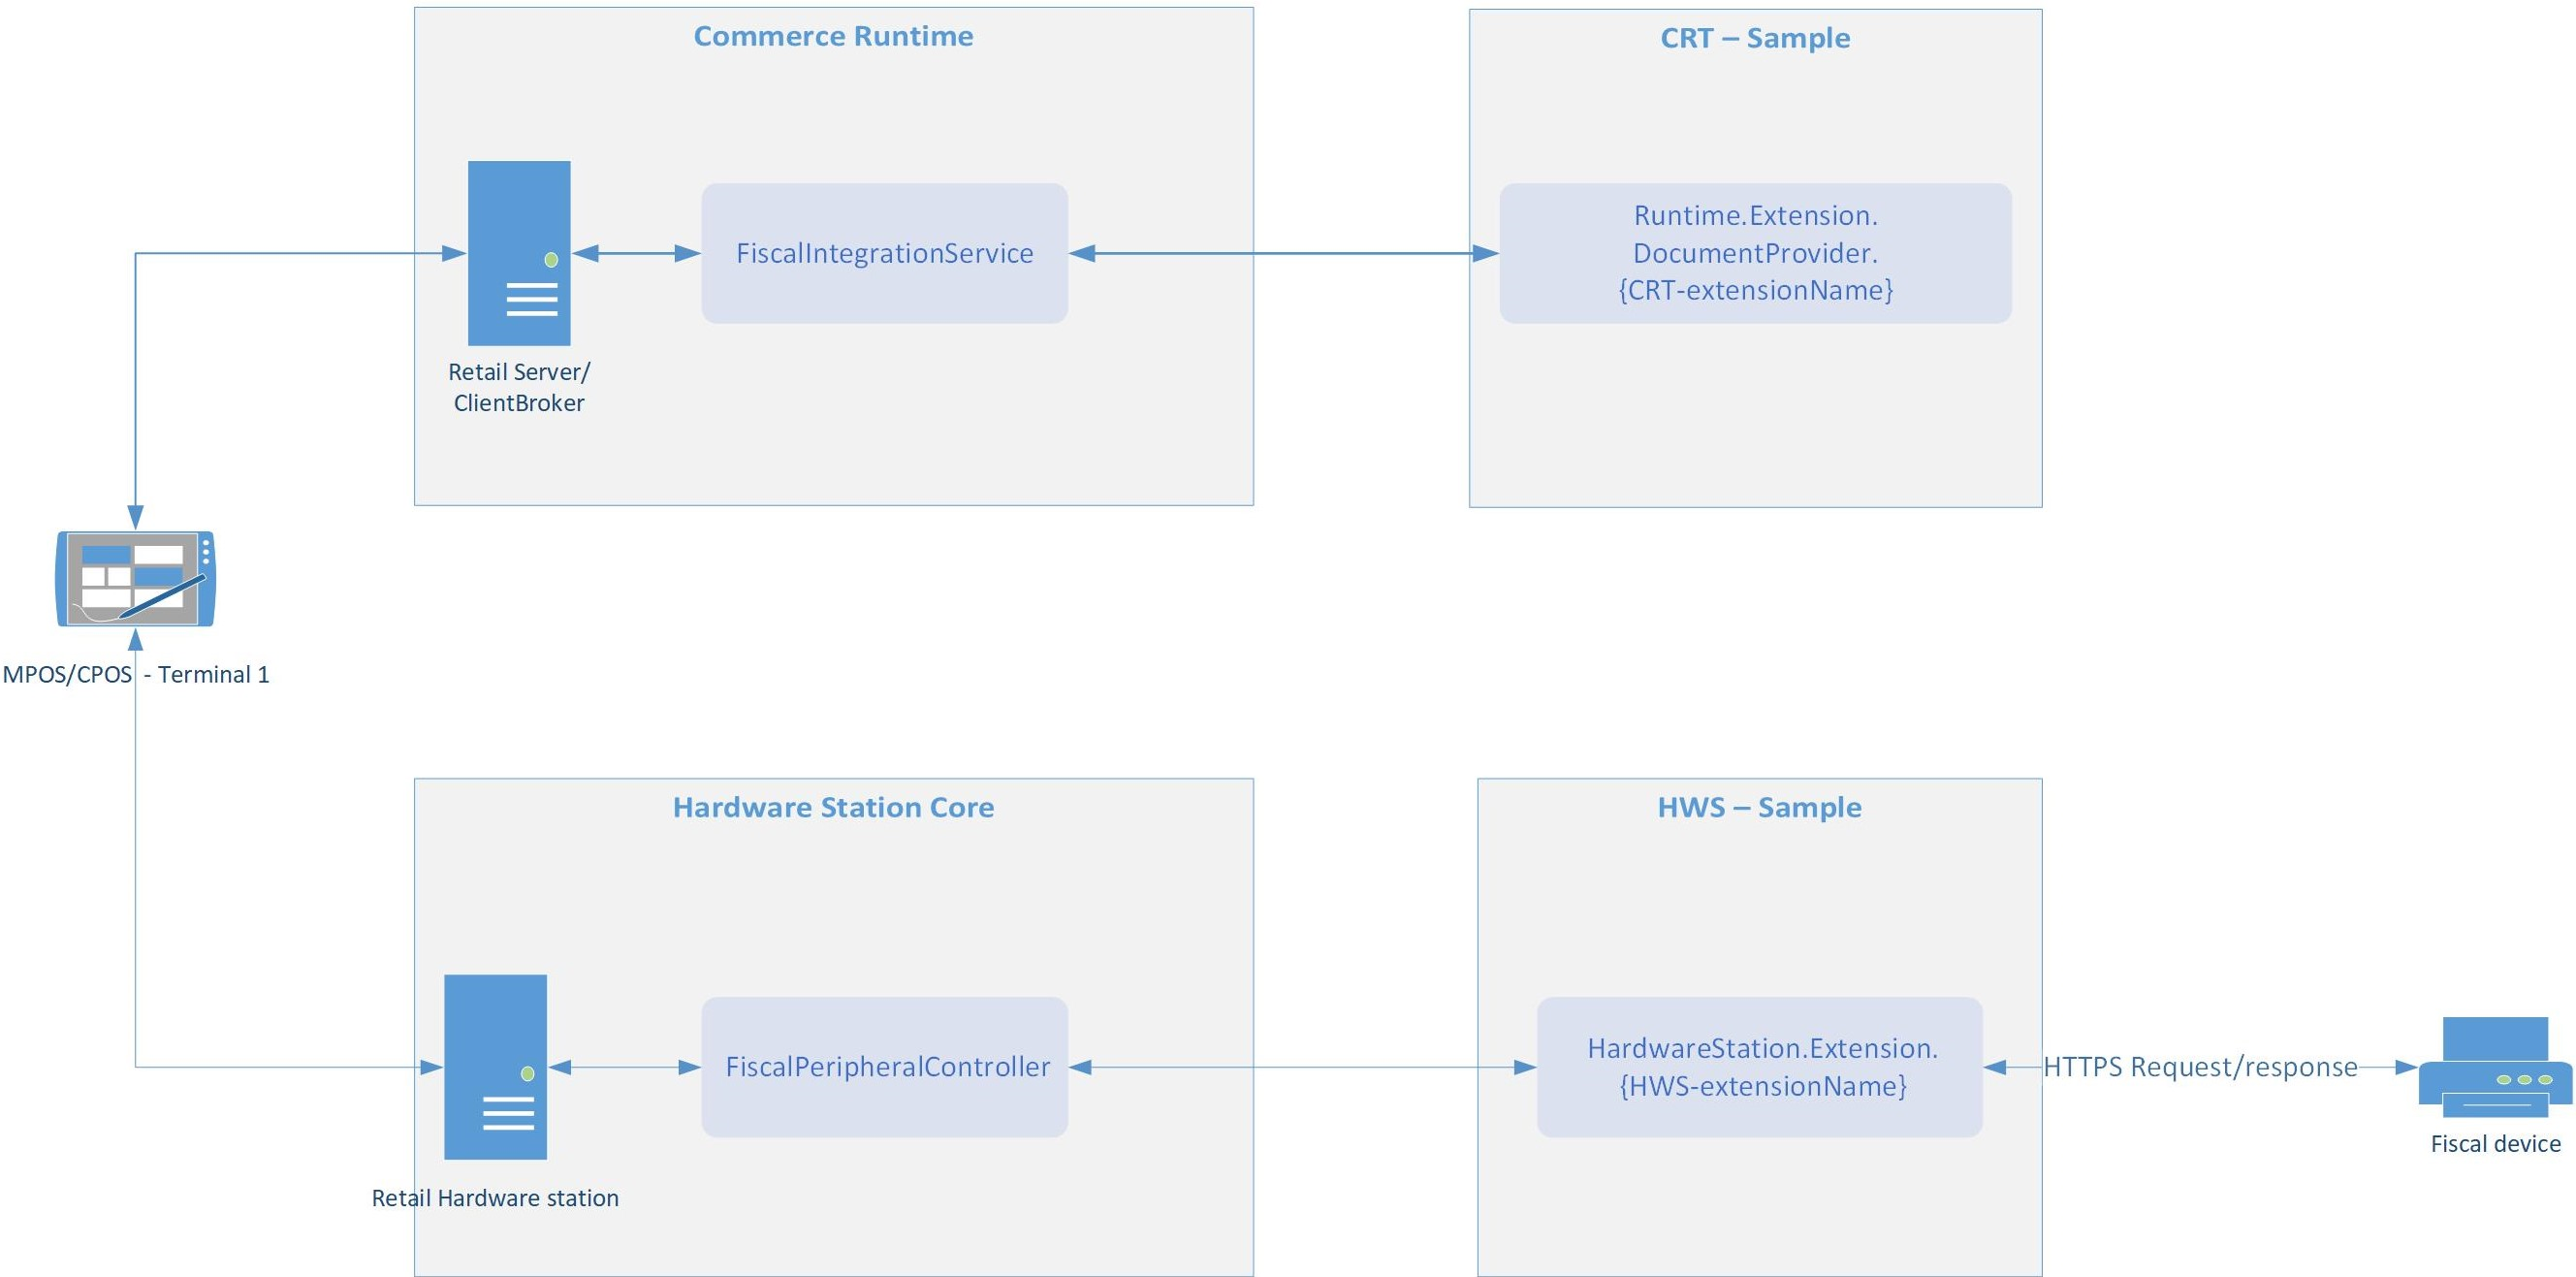 Commerce Runtime
CRT – Sample
FiscalIntegrationService
Runtime.Extension.
DocumentProvider.
{CRT-extensionName}
Retail Server/
ClientBroker
MPOS/CPOS - Terminal 1
Hardware Station Core
HWS – Sample
FiscalPeripheralController
HardwareStation.Extension.
{HWS-extensionName}
HTTPS Request/response
Fiscal device
Retail Hardware station